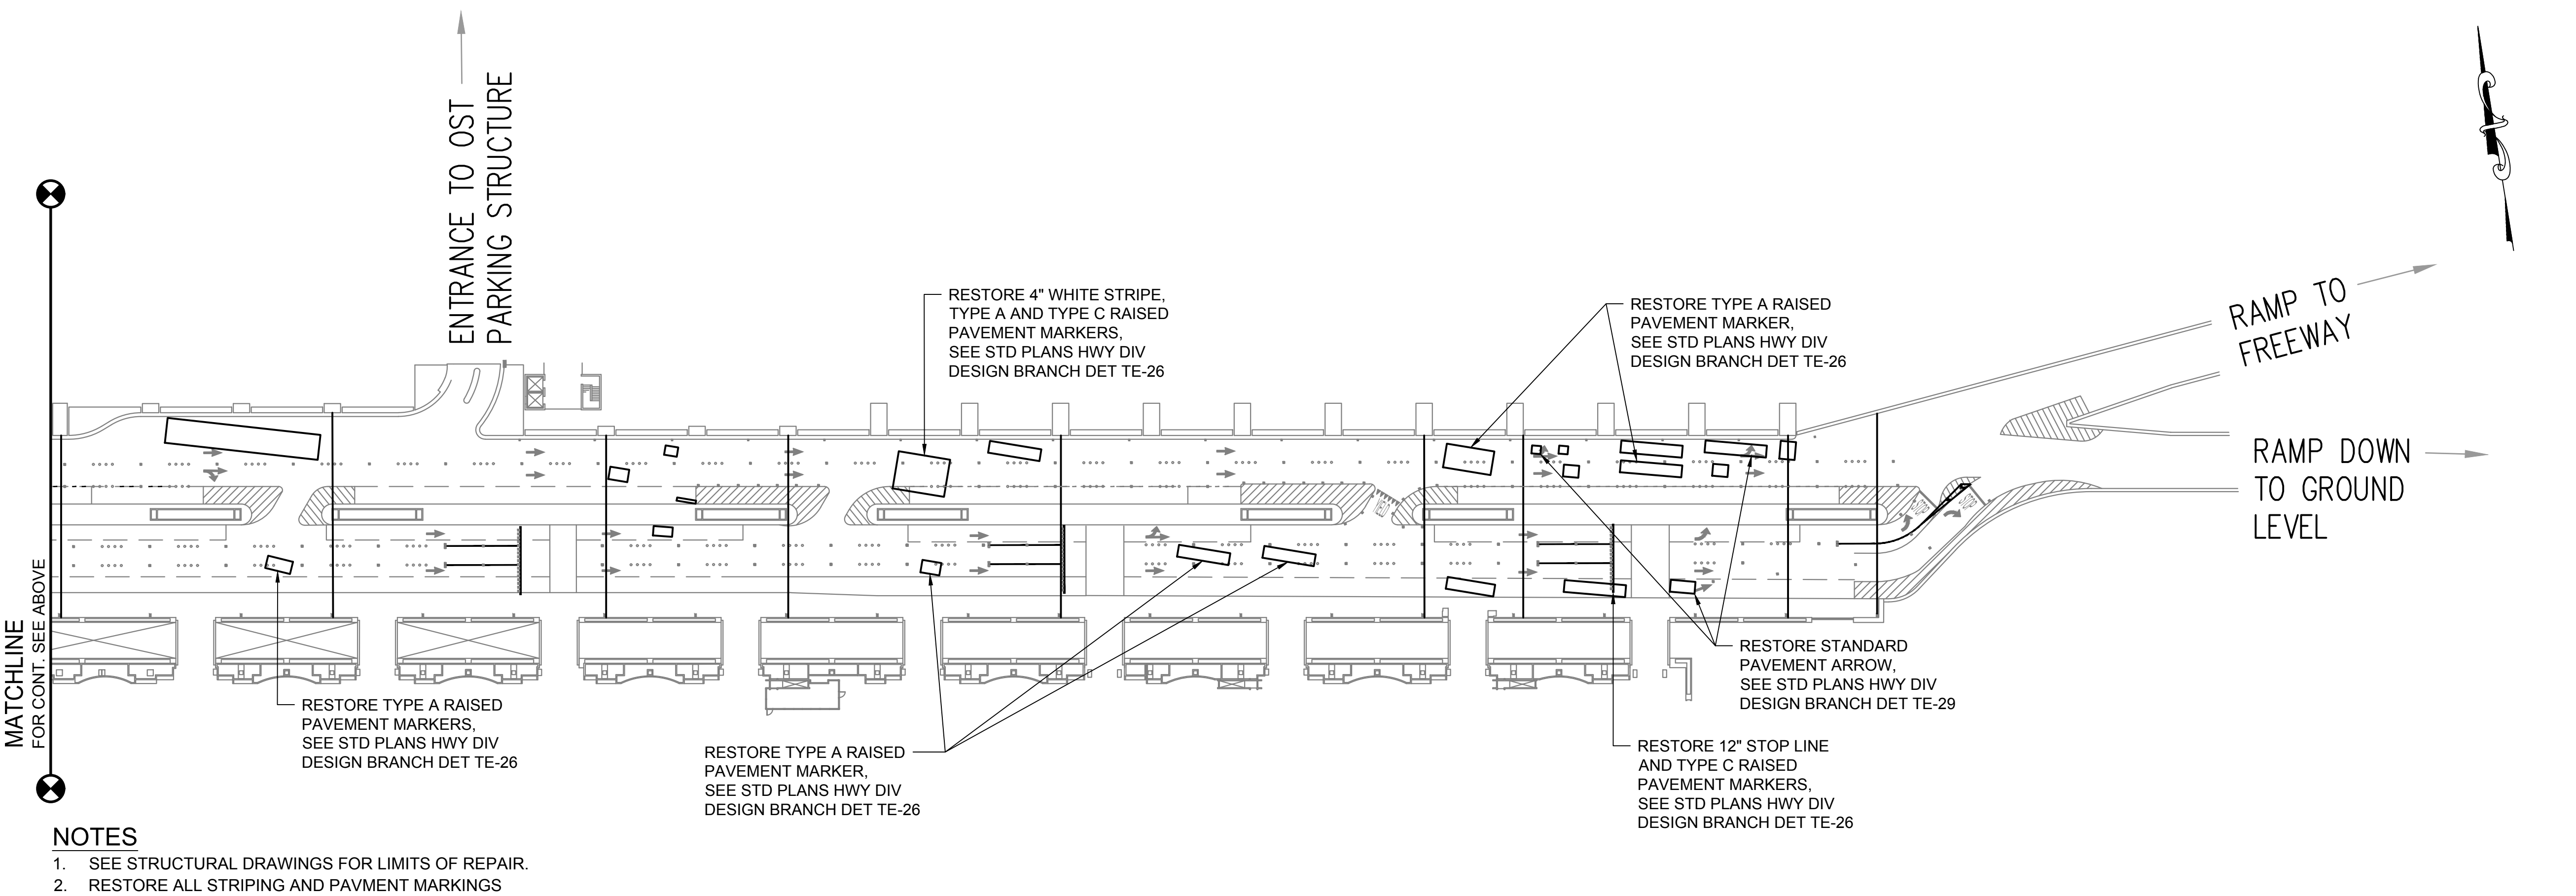 ENTRANCE TO OST
PARKING STRUCTURE
RESTORE 4" WHITE STRIPE,
TYPE A AND TYPE C RAISED
PAVEMENT MARKERS,
SEE STD PLANS HWY DIV
DESIGN BRANCH DET TE-26
RESTORE TYPE A RAISED
PAVEMENT MARKER,
SEE STD PLANS HWY DIV
DESIGN BRANCH DET TE-26
RAMP TO
FREEWAY
RAMP DOWN
TO GROUND
LEVEL
MATCHLINE
FOR CONT. SEE ABOVE
RESTORE TYPE A RAISED
PAVEMENT MARKERS,
SEE STD PLANS HWY DIV
DESIGN BRANCH DET TE-26
RESTORE TYPE A RAISED
PAVEMENT MARKER,
SEE STD PLANS HWY DIV
DESIGN BRANCH DET TE-26
RESTORE STANDARD
PAVEMENT ARROW,
SEE STD PLANS HWY DIV
DESIGN BRANCH DET TE-29
RESTORE 12" STOP LINE
AND TYPE C RAISED
PAVEMENT MARKERS,
SEE STD PLANS HWY DIV
DESIGN BRANCH DET TE-26
NOTES
1. SEE STRUCTURAL DRAWINGS FOR LIMITS OF REPAIR.
2. RESTORE ALL STRIPING AND PAVMENT MARKINGS